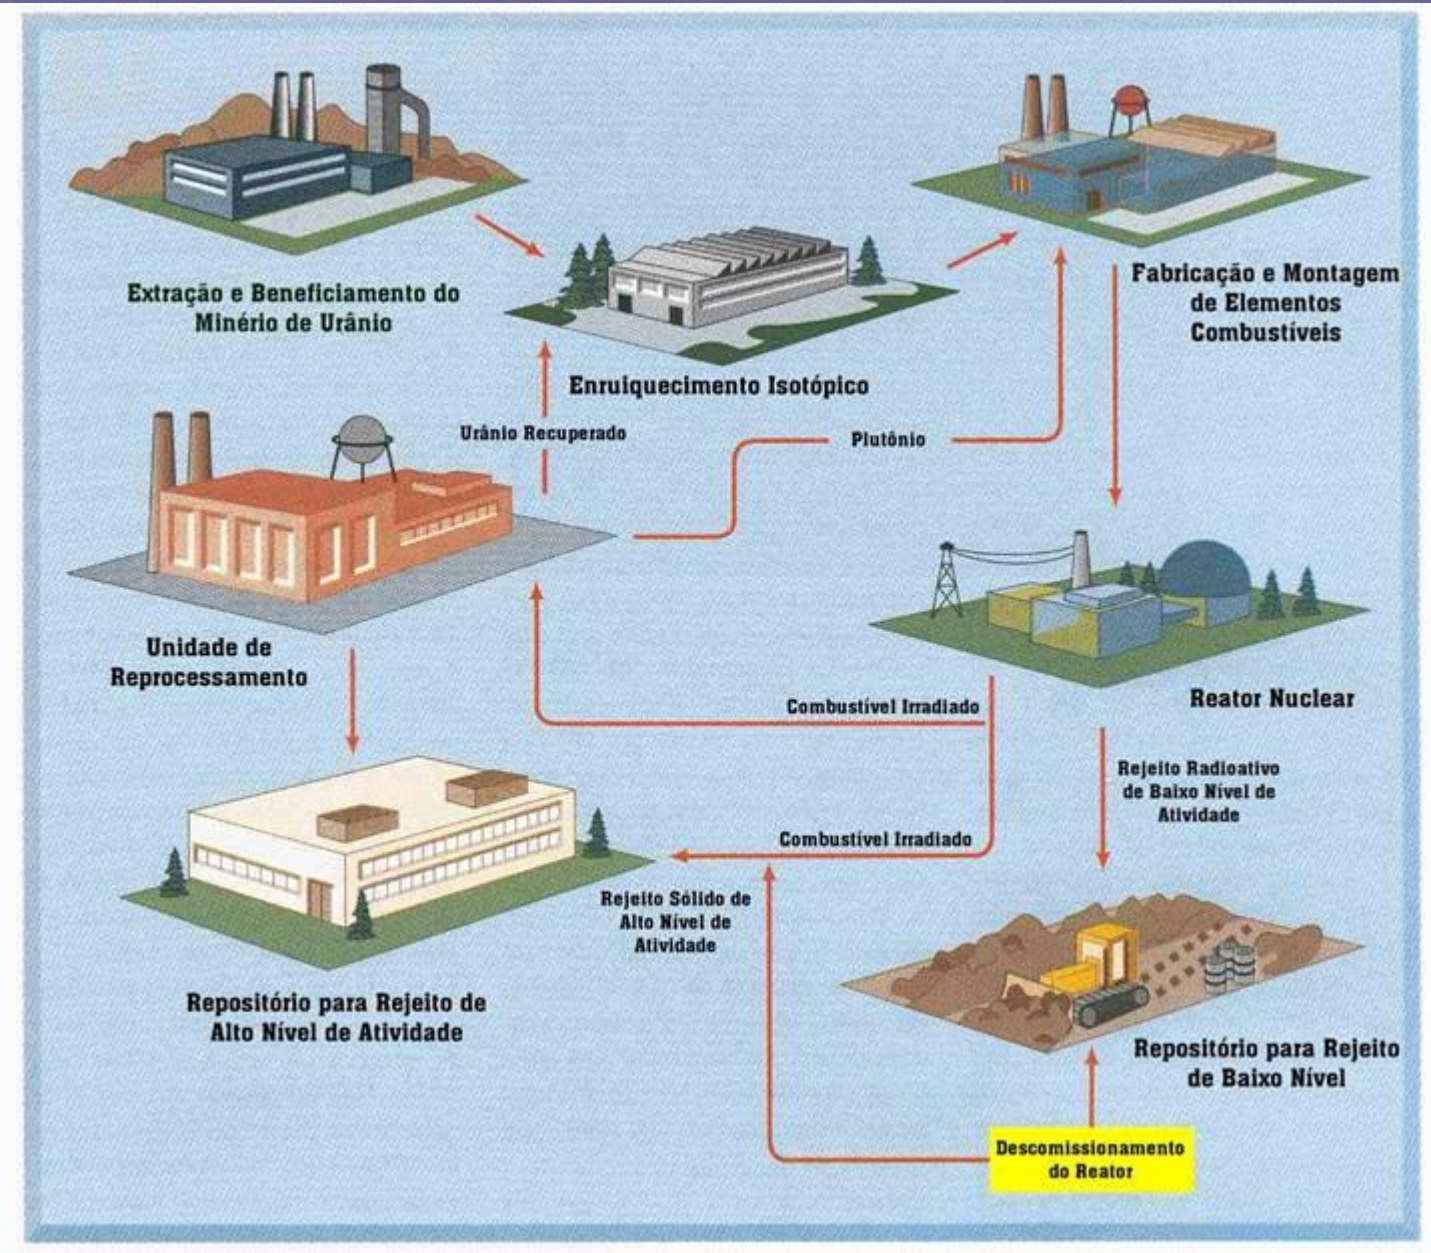 Extração e Beneficiamento do
Minério de Urânio
Fabricação e Montagem
de Elementos
Combustíveis
Enruiquecimento Isotópico
Urânio Recuperado
Plutônio
Unidade de
Reprocessamento
Reator Nuclear
Combustível Irradiado
Rejeito Radioativo
de Baixo Nível de
Atividade
Combustível Irradiado
Rejeito Sólido de
Alto Nível de
Atividade
Repositório para Rejeito de
Alto Nível de Atividade
Repositório para Rejeito
de Baixo Nível
Descomissionamento
do Reator